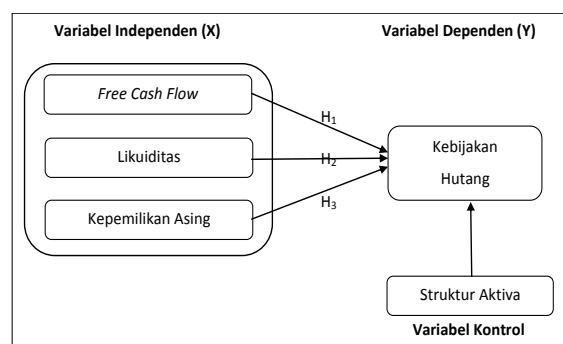 Variabel Independen (X)
Variabel Dependen (Y)
Free Cash Flow
H₁
Likuiditas
H₂
Kebijakan
Hutang
Kepemilikan Asing
H₃
Struktur Aktiva
Variabel Kontrol